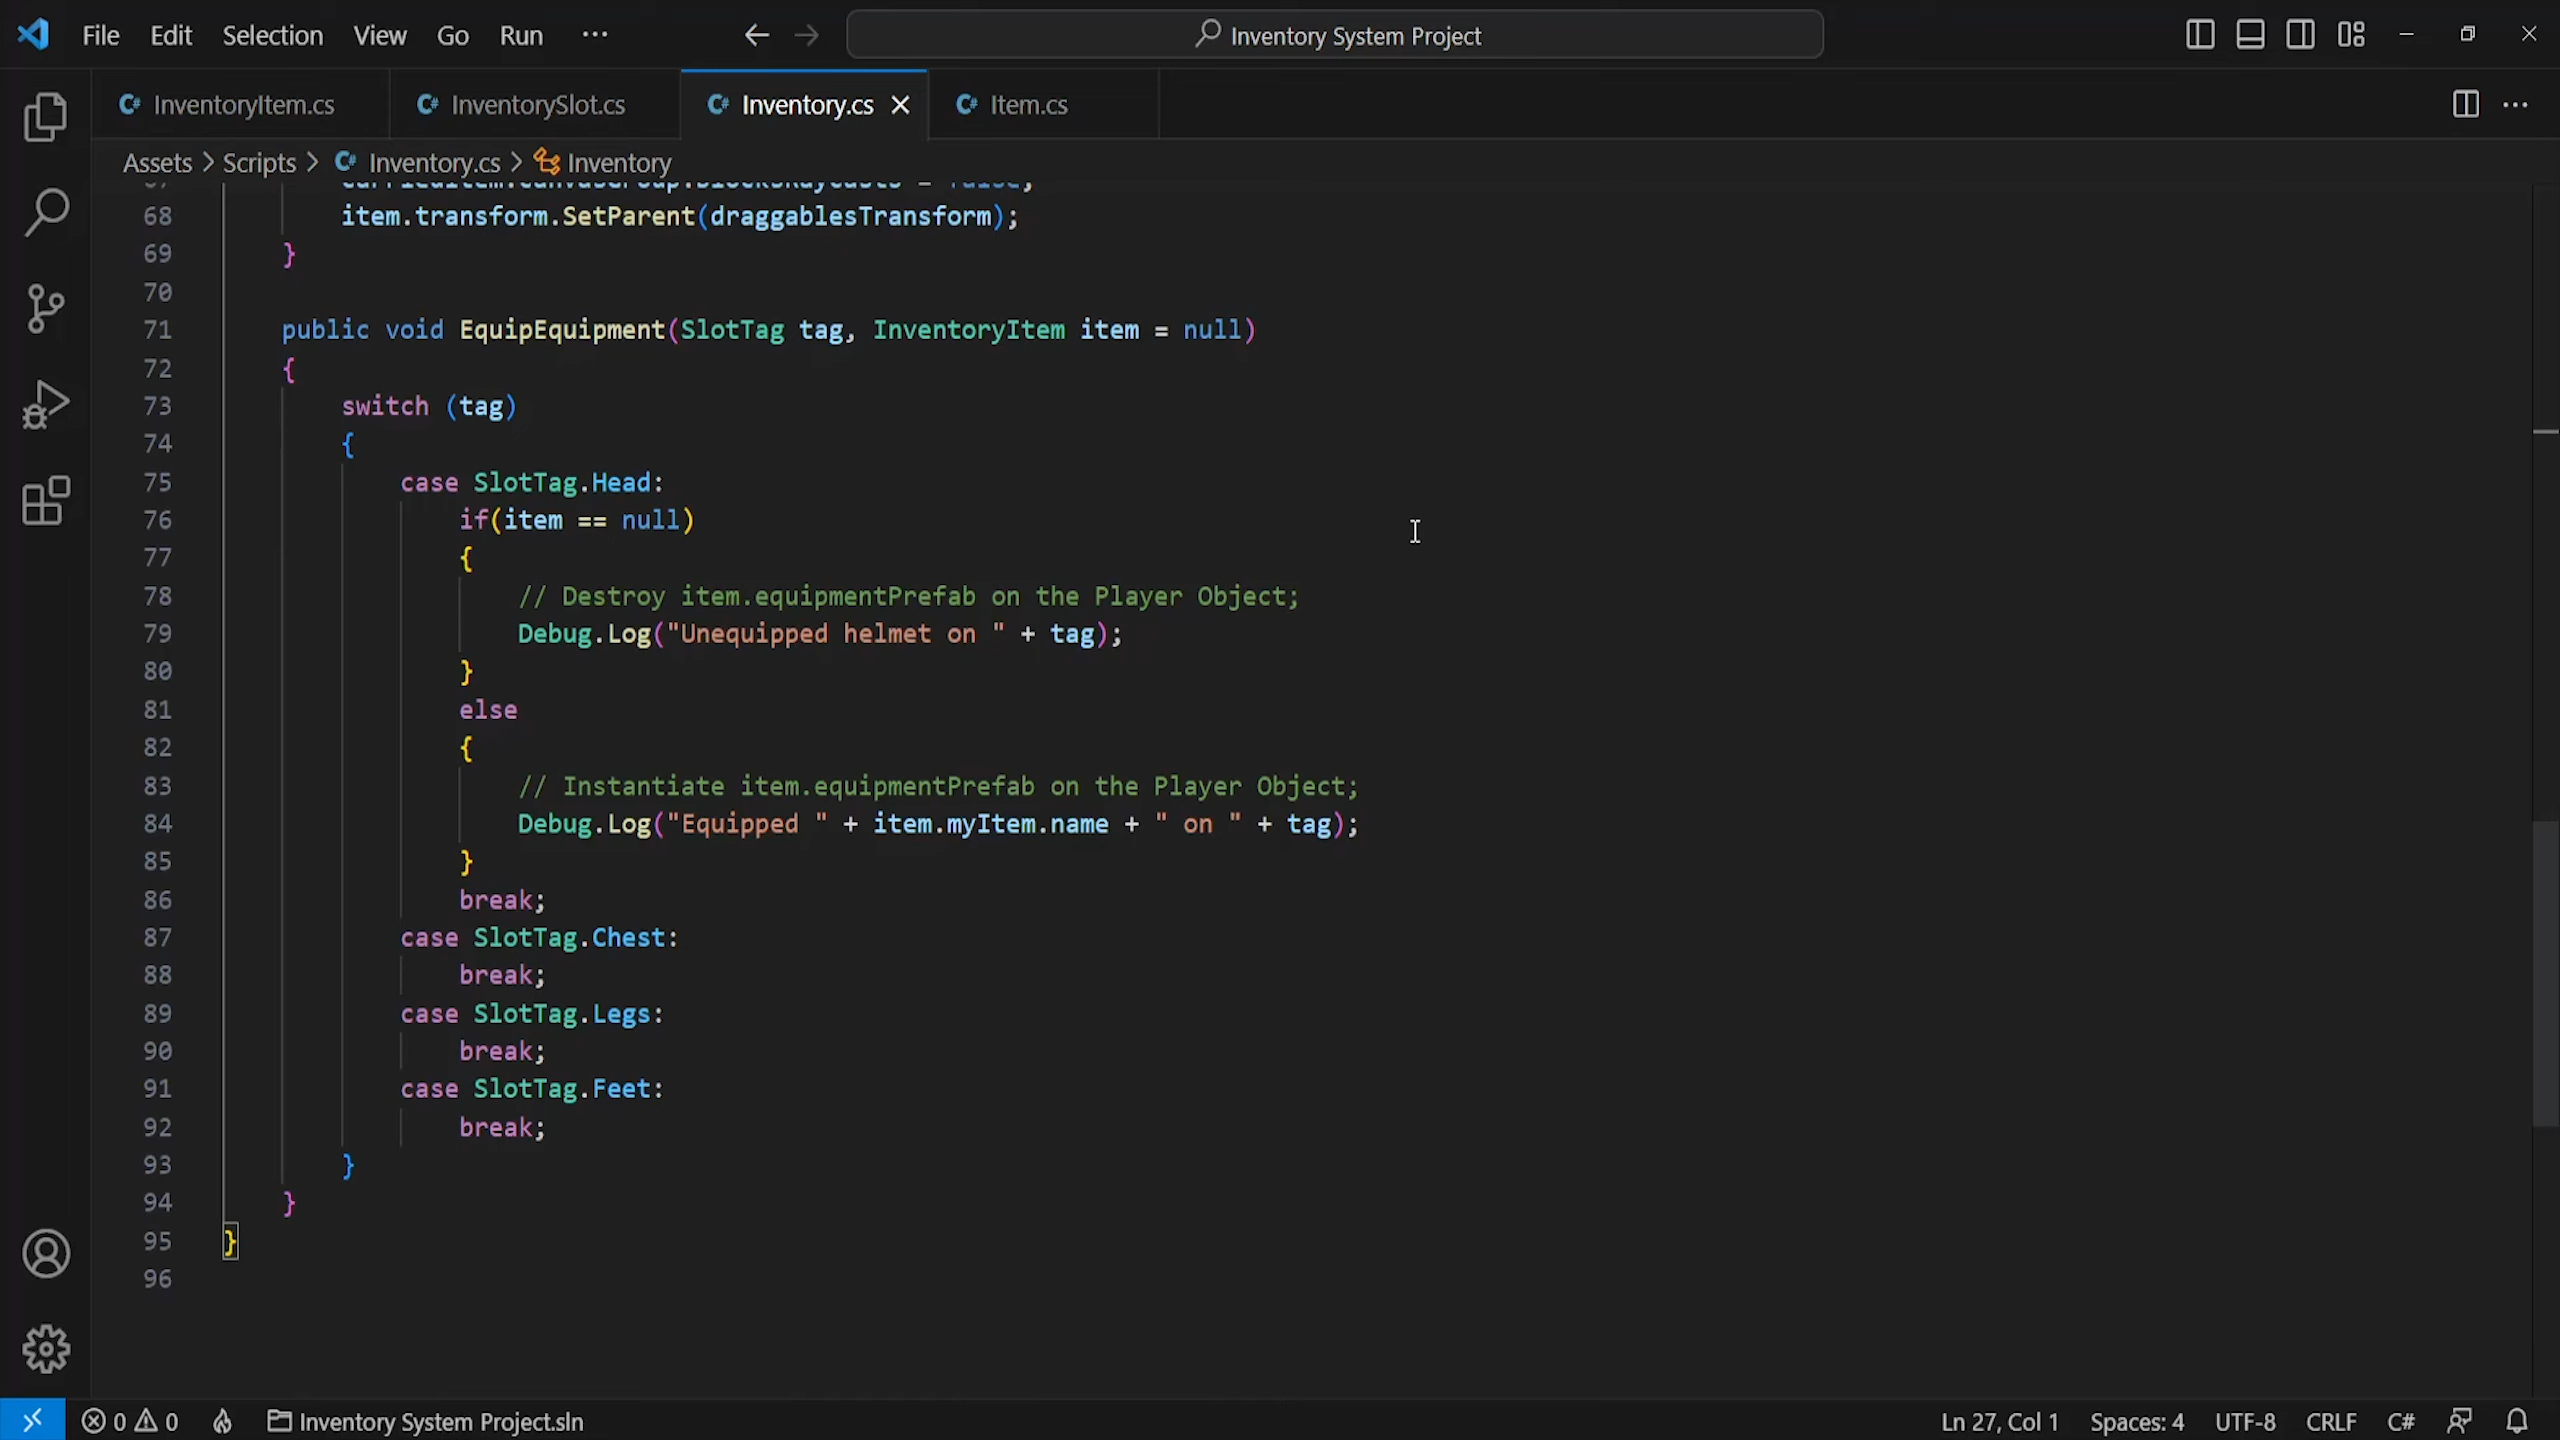 File Edit Selection View Go Run ···
Inventory System Project
InventoryItem.cs InventorySlot.cs Inventory.cs Item.cs
Assets > Scripts > Inventory.cs > Inventory
68 item.transform.SetParent(draggablesTransform);
69 }
70
71 public void EquipEquipment(SlotTag tag, InventoryItem item = null)
72 {
73 switch (tag)
74 {
75 case SlotTag.Head:
76 if(item == null)
77 {
78 // Destroy item.equipmentPrefab on the Player Object;
79 Debug.Log("Unequipped helmet on " + tag);
80 }
81 else
82 {
83 // Instantiate item.equipmentPrefab on the Player Object;
84 Debug.Log("Equipped " + item.myItem.name + " on " + tag);
85 }
86 break;
87 case SlotTag.Chest:
88 break;
89 case SlotTag.Legs:
90 break;
91 case SlotTag.Feet:
92 break;
93 }
94 }
95 }
96
0 0 Inventory System Project.sln Ln 27, Col 1 Spaces: 4 UTF-8 CRLF C#